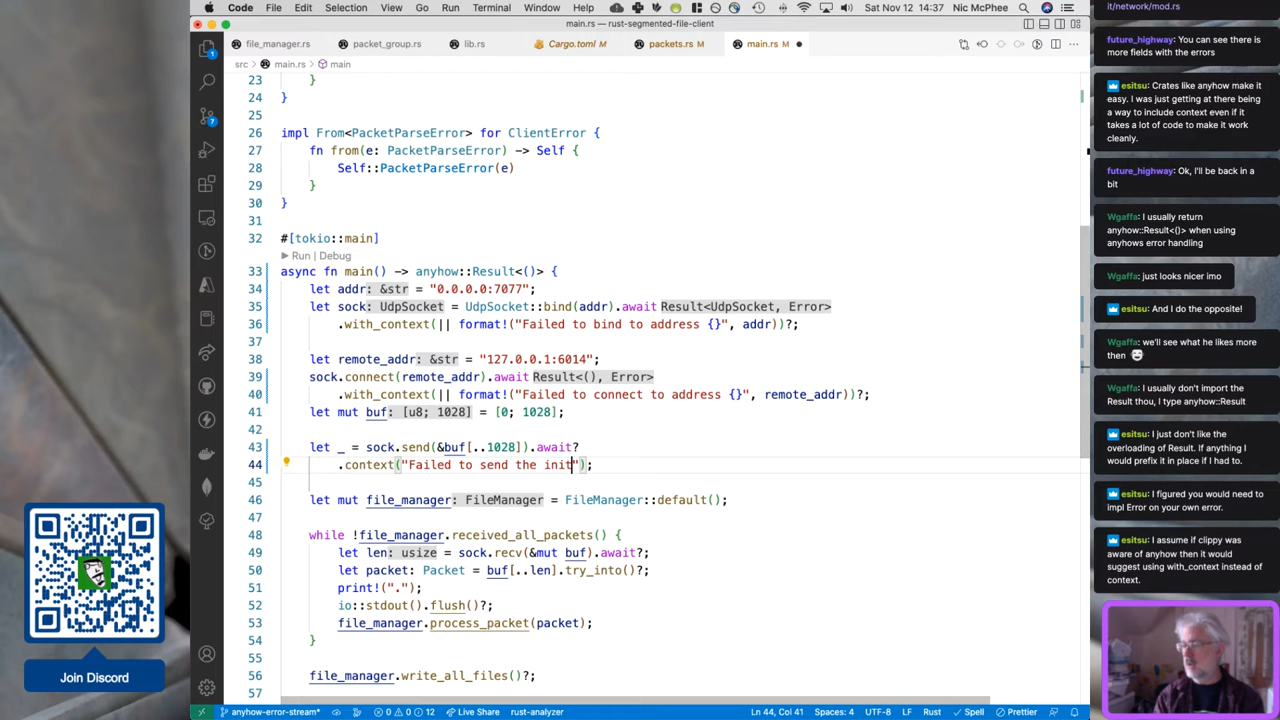 Code File Edit Selection View Go Run Terminal Window Help Sat Nov 12 14:37 Nic McPhee
main.rs — rust-segmented-file-client
file_manager.rs packet_group.rs lib.rs Cargo.toml M packets.rs M main.rs M
src > main.rs > main
23 }
24 }
25
26 impl From<PacketParseError> for ClientError {
27 fn from(e: PacketParseError) -> Self {
28 Self::PacketParseError(e)
29 }
30 }
31
32 #[tokio::main]
Run | Debug
33 async fn main() -> anyhow::Result<()> {
34 let addr: &str = "0.0.0.0:7077";
35 let sock: UdpSocket = UdpSocket::bind(addr).await Result<UdpSocket, Error>
36 .with_context(|| format!("Failed to bind to address {}", addr))?;
37
38 let remote_addr: &str = "127.0.0.1:6014";
39 sock.connect(remote_addr).await Result<(), Error>
40 .with_context(|| format!("Failed to connect to address {}", remote_addr))?;
41 let mut buf: [u8; 1028] = [0; 1028];
42
43 let _ = sock.send(&buf[..1028]).await?
44 .context("Failed to send the init");
45
46 let mut file_manager: FileManager = FileManager::default();
47
48 while !file_manager.received_all_packets() {
49 let len: usize = sock.recv(&mut buf).await?;
50 let packet: Packet = buf[..len].try_into()?;
51 print!(".");
52 io::stdout().flush()?;
53 file_manager.process_packet(packet);
54 }
55
56 file_manager.write_all_files()?;
57
1
7
Join Discord
anyhow-error-stream* 0 0 12 Live Share rust-analyzer Ln 44, Col 41 Spaces: 4 UTF-8 LF Rust Spell Prettier
it/network/mod.rs
future_highway: You can see there is
more fields with the errors
esitsu: Crates like anyhow make it
easy. I was just getting at there being
a way to include context even if it
takes a lot of code to make it work
cleanly.
future_highway: Ok, I'll be back in a
bit
Wgaffa: I usually return
anyhow::Result<()> when using
anyhows error handling
Wgaffa: just looks nicer imo
esitsu: And I do the opposite!
Wgaffa: we'll see what he likes more
then
Wgaffa: I usually don't import the
Result thou, I type anyhow::Result
esitsu: I just don't like the
overloading of Result. If anything I
would prefix it in place if I had to.
esitsu: I figured you would need to
impl Error on your own error.
esitsu: I assume if clippy was
aware of anyhow then it would
suggest using with_context instead of
context.